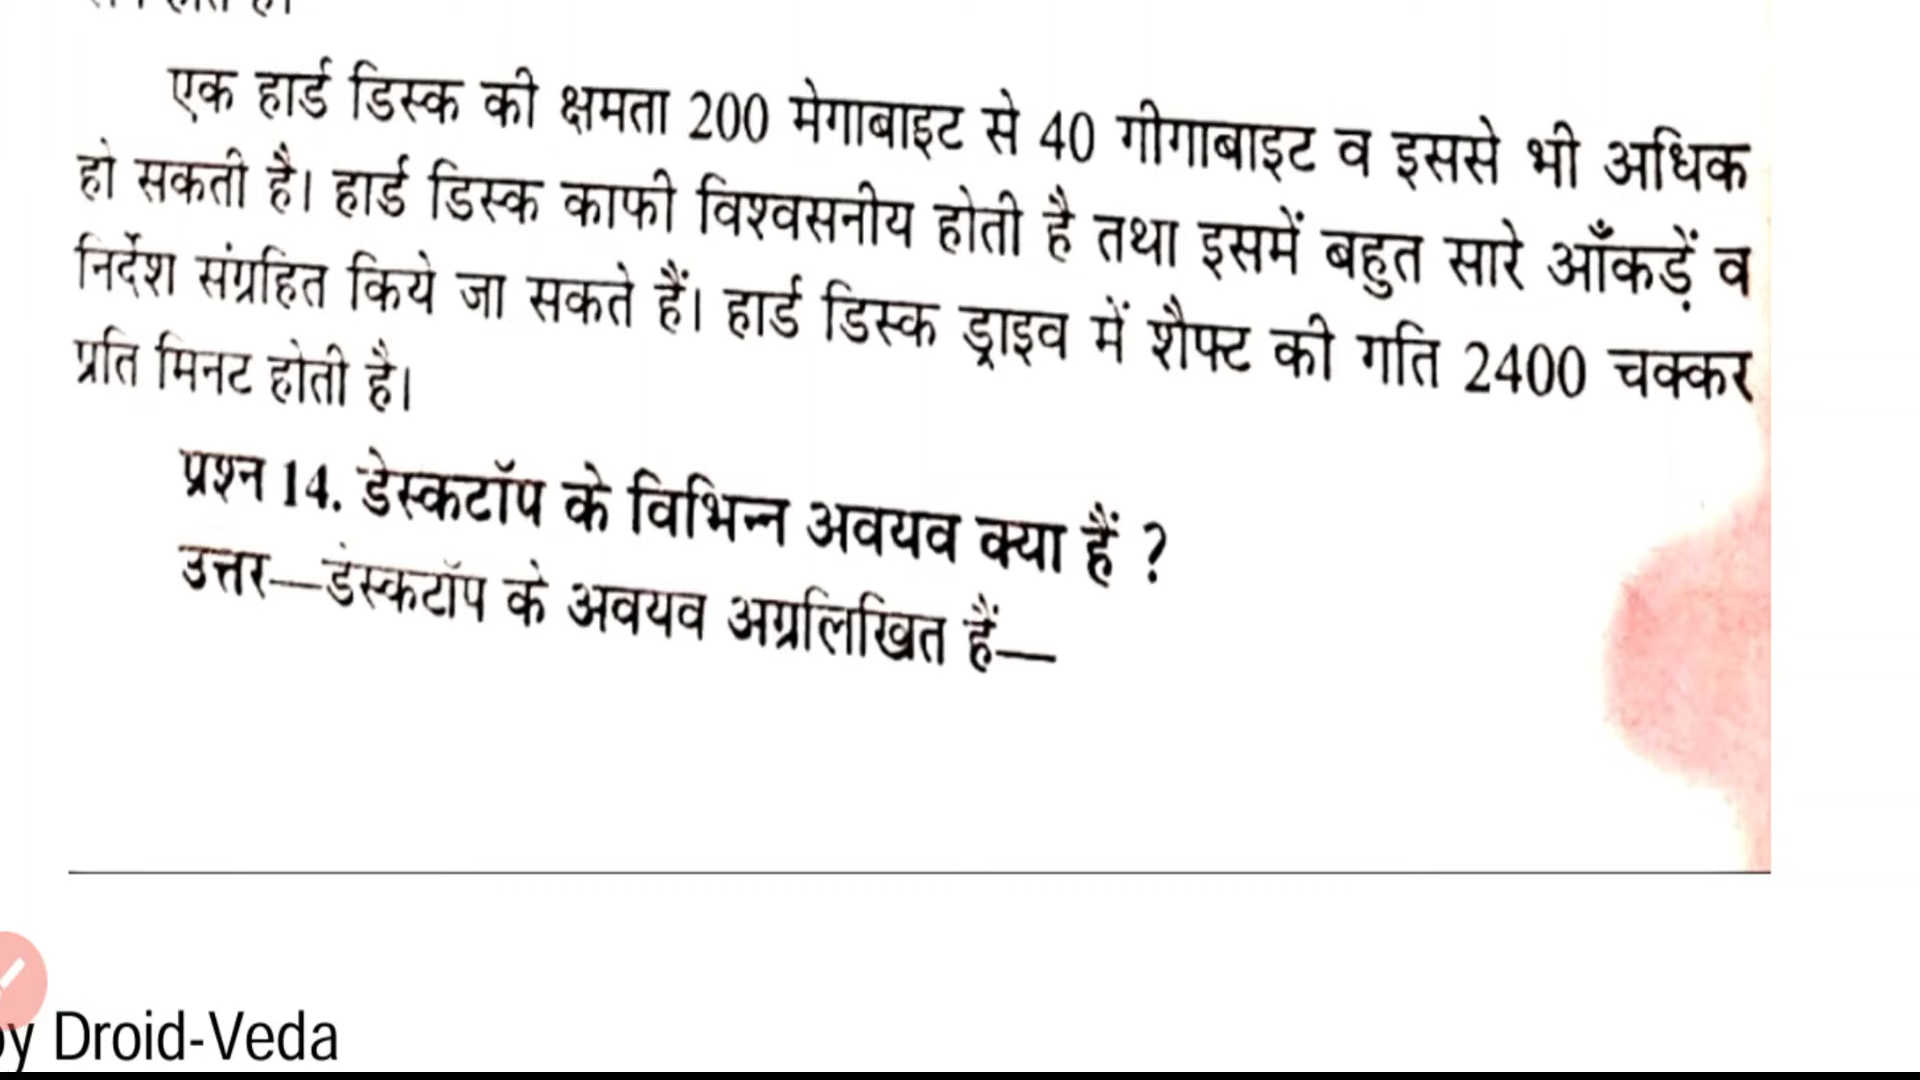 एक हार्ड डिस्क की क्षमता 200 मेगाबाइट से 40 गीगाबाइट व इससे भी अधिक
हो सकती है। हार्ड डिस्क काफी विश्वसनीय होती है तथा इसमें बहुत सारे आँकड़ें व
निर्देश संग्रहित किये जा सकते हैं। हार्ड डिस्क ड्राइव में शैफ्ट की गति 2400 चक्कर
प्रति मिनट होती है।
प्रश्न 14. डेस्कटॉप के विभिन्न अवयव क्या हैं ?
उत्तर—डेस्कटॉप के अवयव अग्रलिखित हैं—
by Droid-Veda